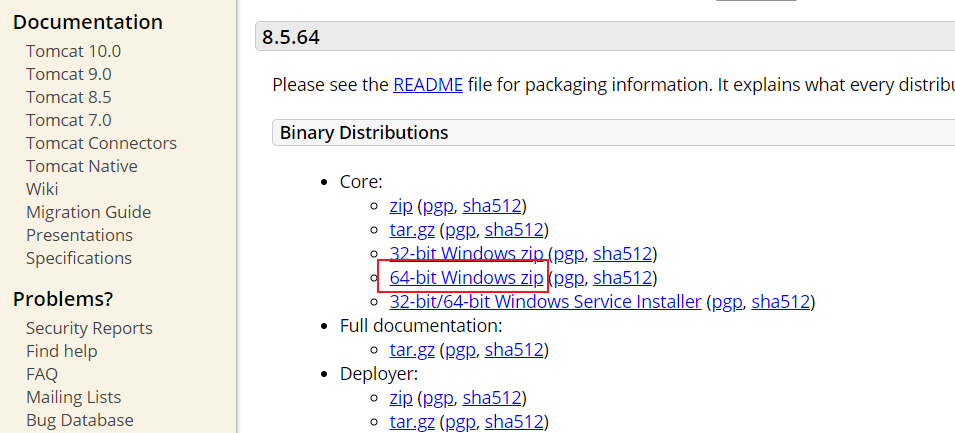 Documentation
Tomcat 10.0
Tomcat 9.0
Tomcat 8.5
Tomcat 7.0
Tomcat Connectors
Tomcat Native
Wiki
Migration Guide
Presentations
Specifications
Problems?
Security Reports
Find help
FAQ
Mailing Lists
Bug Database
8.5.64
Please see the README file for packaging information. It explains what every distribu
Binary Distributions
Core:
zip (pgp, sha512)
tar.gz (pgp, sha512)
32-bit Windows zip (pgp, sha512)
64-bit Windows zip (pgp, sha512)
32-bit/64-bit Windows Service Installer (pgp, sha512)
Full documentation:
tar.gz (pgp, sha512)
Deployer:
zip (pgp, sha512)
tar.gz (pgp, sha512)